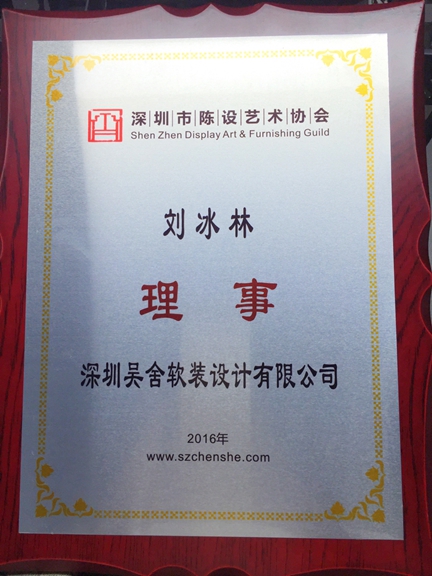 深圳市陈设艺术协会
Shen Zhen Display Art & Furnishing Guild
刘冰林
理事
深圳吴舍软装设计有限公司
2016年
www.szchenshe.com